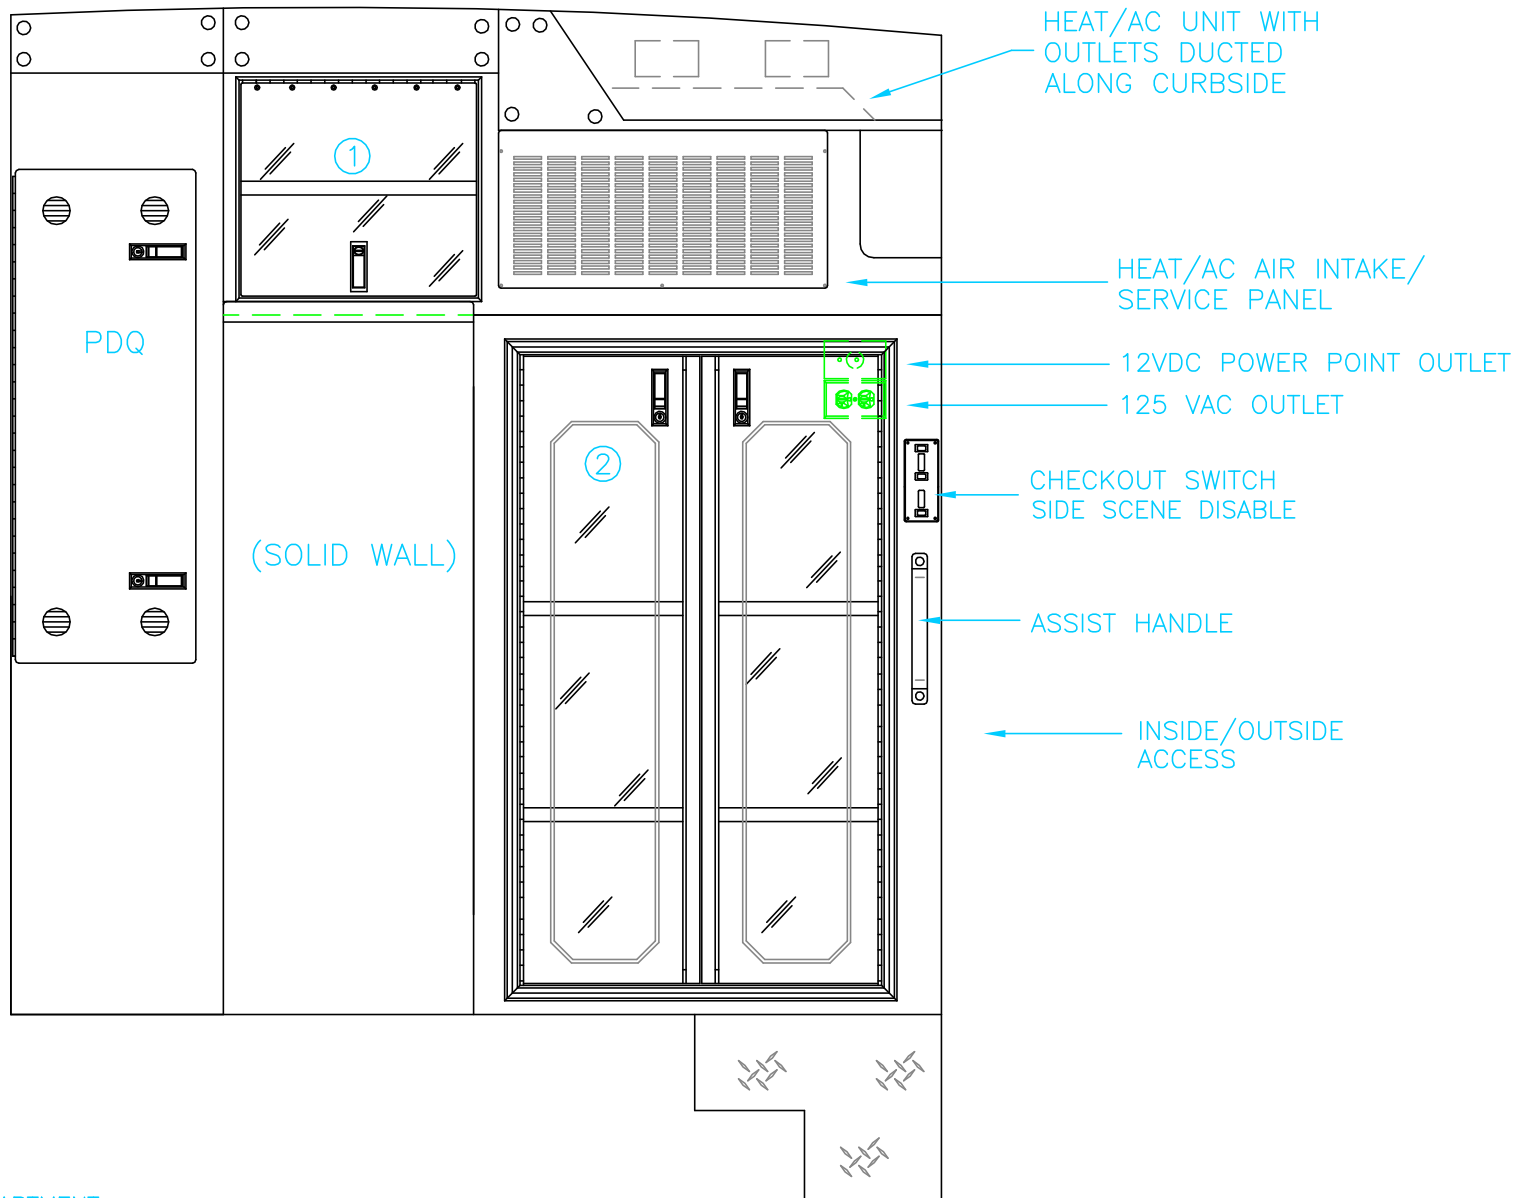 HEAT/AC UNIT WITH
OUTLETS DUCTED
ALONG CURBSIDE
1
HEAT/AC AIR INTAKE/
SERVICE PANEL
PDQ
12VDC POWER POINT OUTLET
125 VAC OUTLET
2
CHECKOUT SWITCH
SIDE SCENE DISABLE
(SOLID WALL)
ASSIST HANDLE
INSIDE/OUTSIDE
ACCESS